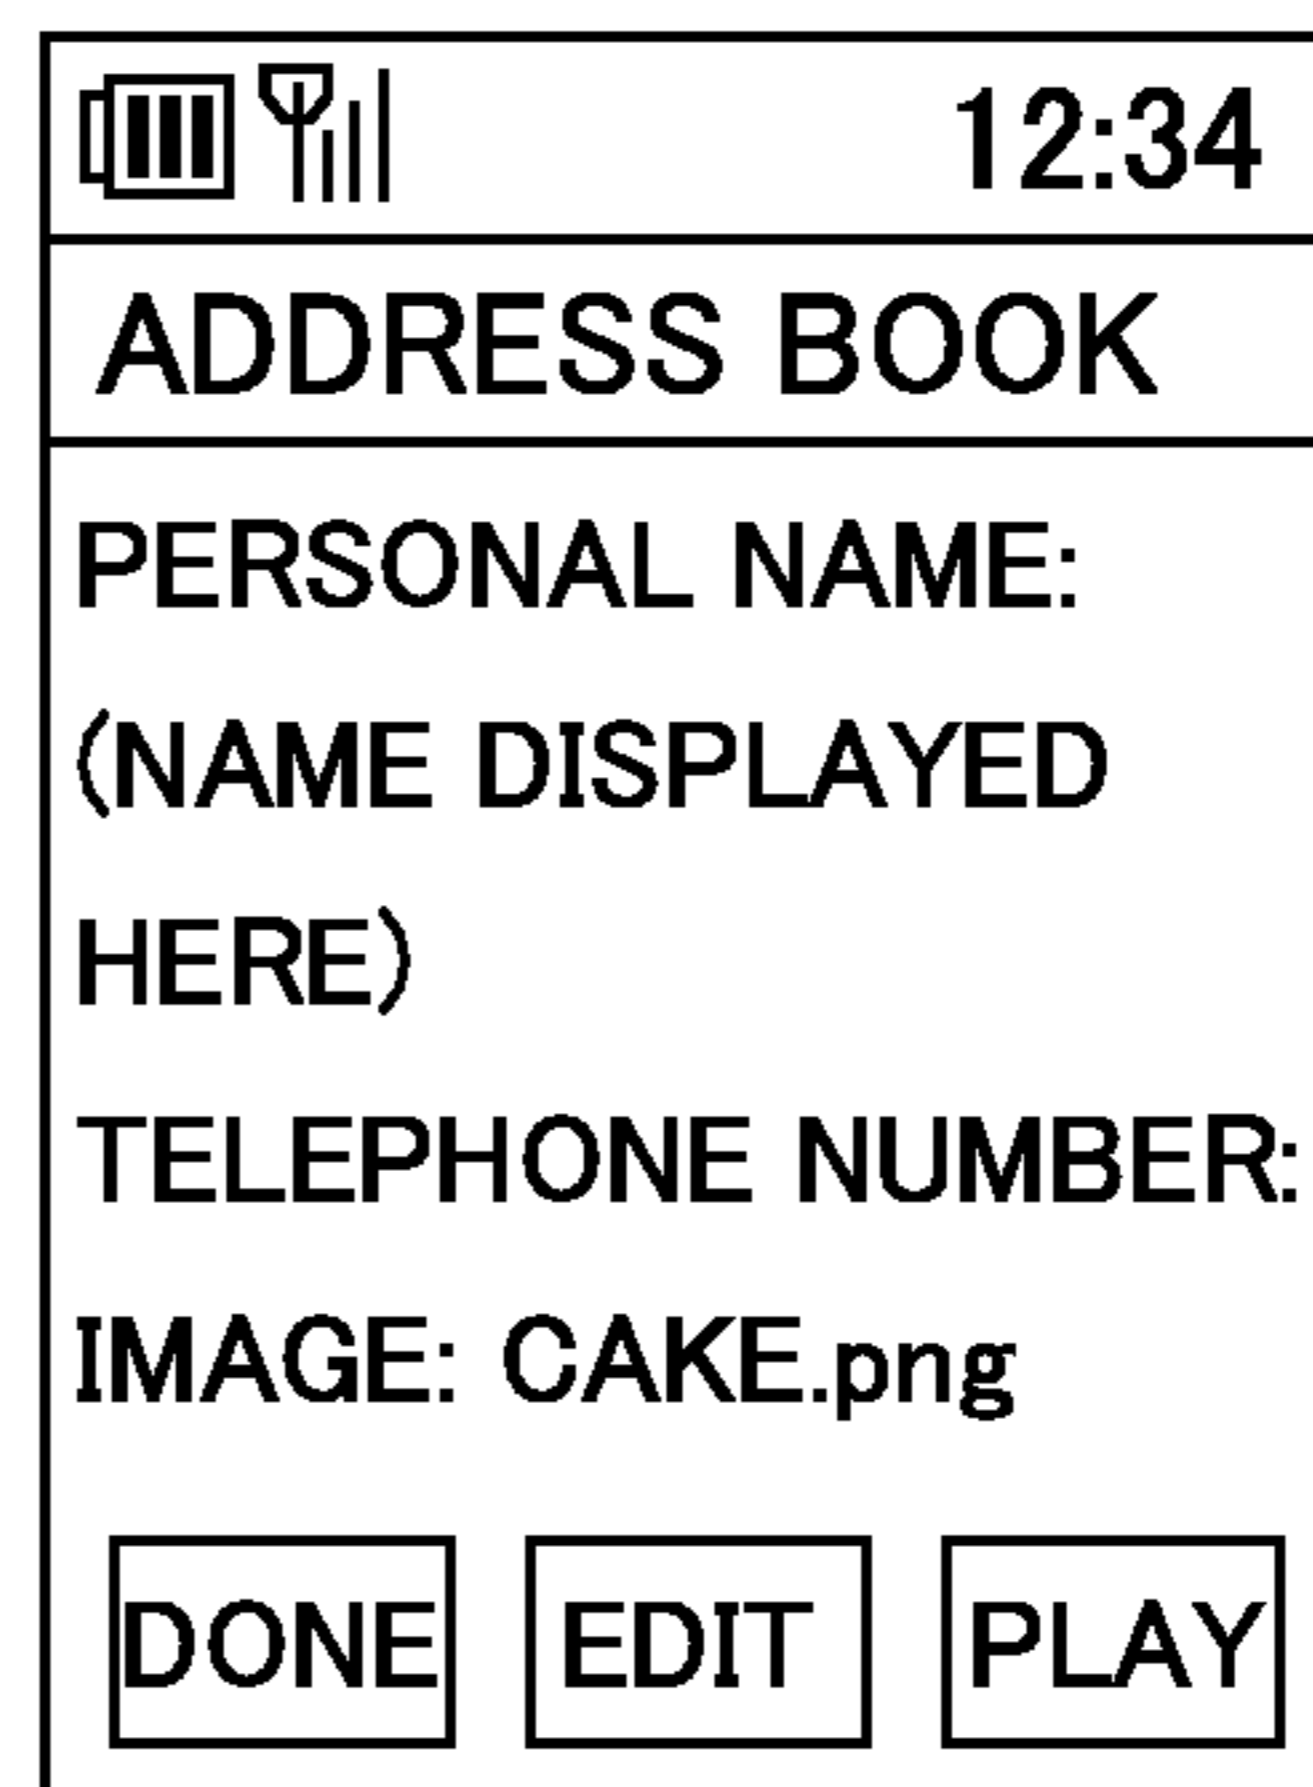 12:34
ADDRESS BOOK
PERSONAL NAME:
(NAME DISPLAYED
HERE)
TELEPHONE NUMBER:
IMAGE: CAKE.png
DONE EDIT PLAY